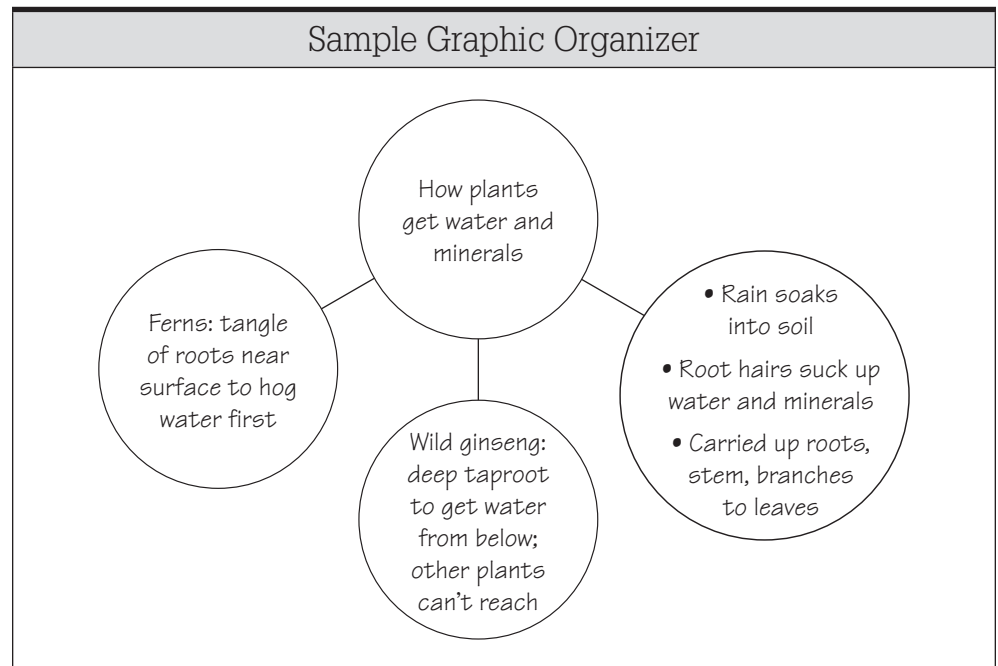 Sample Graphic Organizer
How plants
get water and
minerals
Ferns: tangle
of roots near
surface to hog
water first
Wild ginseng:
deep taproot
to get water
from below;
other plants
can't reach
• Rain soaks
into soil
• Root hairs suck up
water and minerals
• Carried up roots,
stem, branches
to leaves